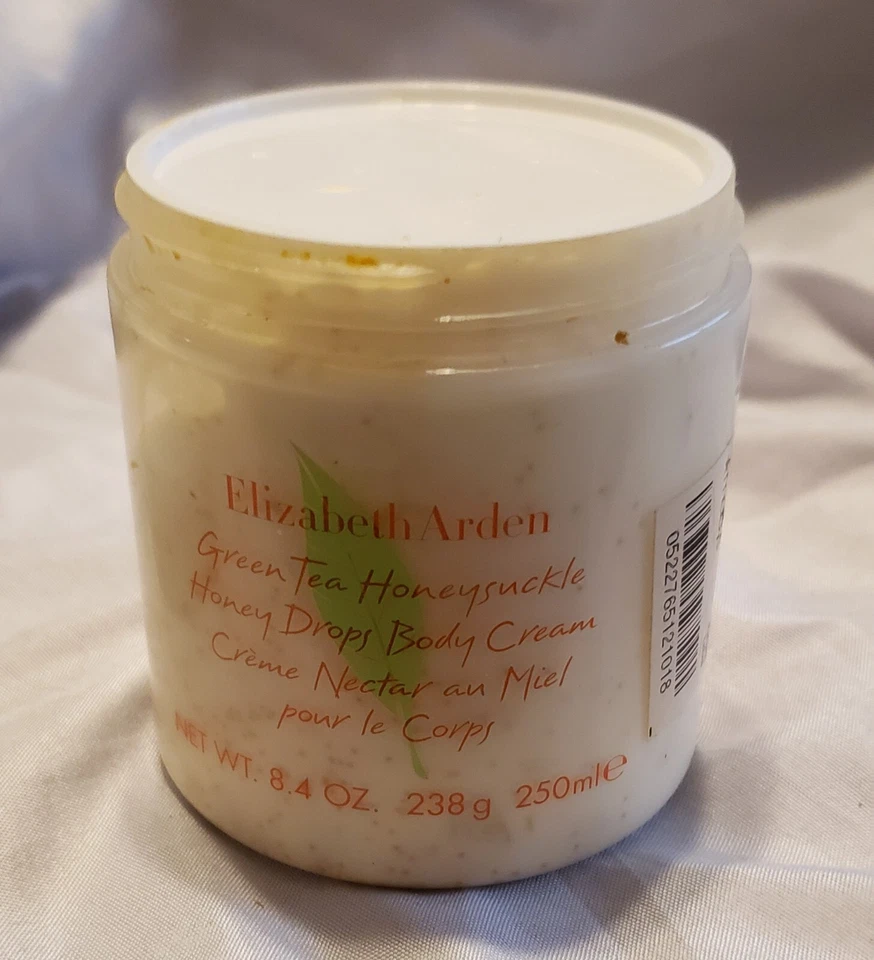 Elizabeth Arden
Green Tea Honeysuckle
Honey Drops Body Cream
Crème Nectar au Miel
pour le Corps
NET WT. 8.4 OZ. 238 g 250ml e
0522765121018